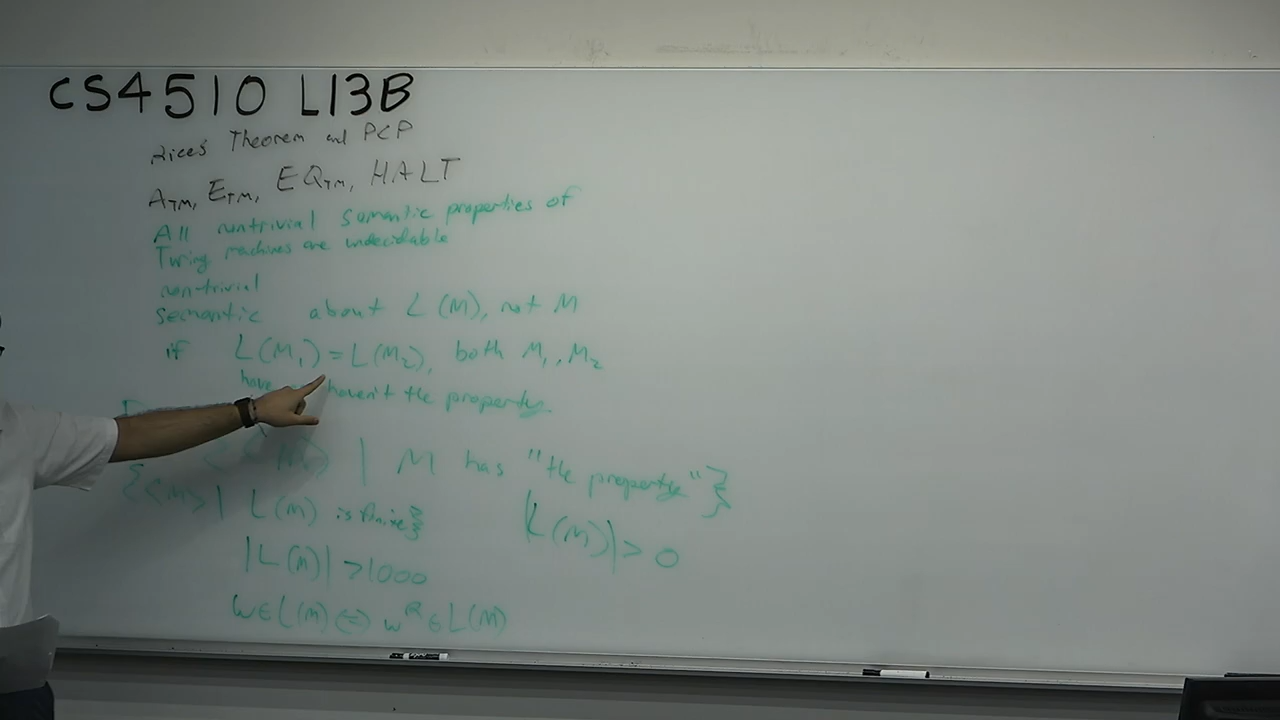 CS4510 L13B
Rice's Theorem and PCP
A_TM, E_TM, EQ_TM, HALT
All nontrivial semantic properties of
Turing machines are undecidable
non-trivial
semantic about L(M), not M
if L(M₁) = L(M₂), both M₁, M₂
have haven't the property.
M⟩ | M has "the property"}
{⟨M⟩ | L(M) is finite}
|L(M)| > 0
|L(M)| > 1000
w ∈ L(M) ⇔ w^R ∈ L(M)